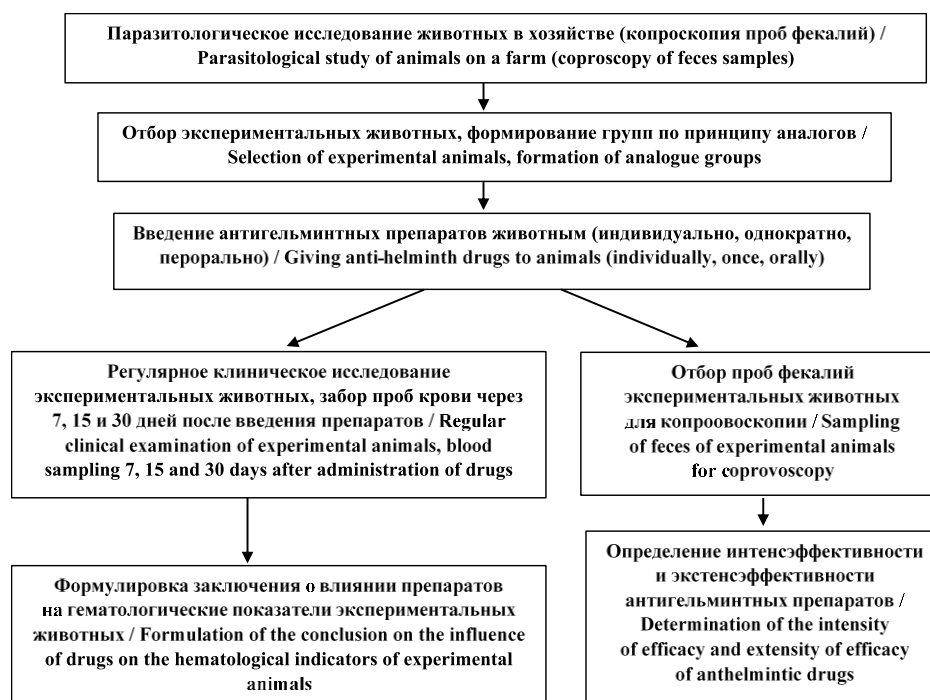 Паразитологическое исследование животных в хозяйстве (копроскопия проб фекалий) /
Parasitological study of animals on a farm (coproscopy of feces samples)
Отбор экспериментальных животных, формирование групп по принципу аналогов /
Selection of experimental animals, formation of analogue groups
Введение антигельминтных препаратов животным (индивидуально, однократно,
перорально) / Giving anti-helminth drugs to animals (individually, once, orally)
Регулярное клиническое исследование
экспериментальных животных, забор проб крови через
7, 15 и 30 дней после введения препаратов / Regular
clinical examination of experimental animals, blood
sampling 7, 15 and 30 days after administration of drugs
Отбор проб фекалий
экспериментальных животных
для копроовоскопии / Sampling
of feces of experimental animals
for coprovoscopy
Формулировка заключения о влиянии препаратов
на гематологические показатели экспериментальных
животных / Formulation of the conclusion on the influence
of drugs on the hematological indicators of experimental
animals
Определение интенсэффективности
и экстенсэффективности
антигельминтных препаратов /
Determination of the intensity
of efficacy and extensity of efficacy
of anthelmintic drugs